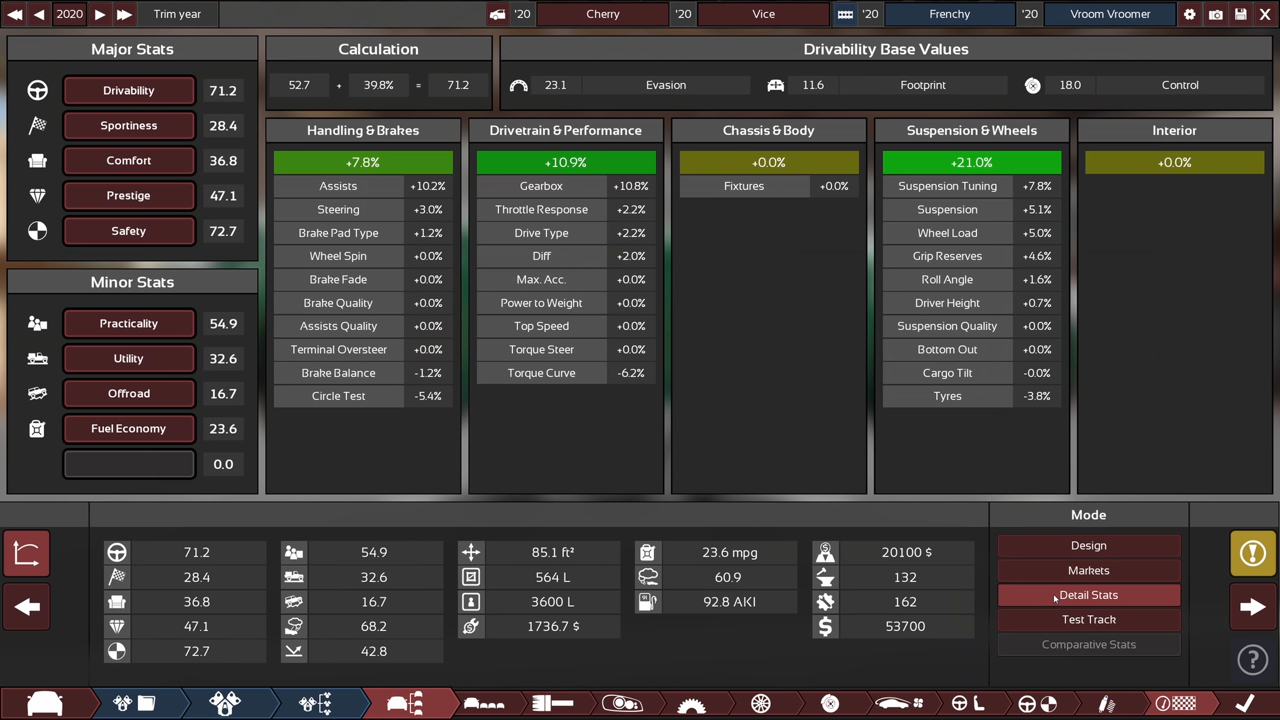 2020 Trim year '20 Cherry '20 Vice '20 Frenchy '20 Vroom Vroomer
Major Stats
Drivability 71.2
Sportiness 28.4
Comfort 36.8
Prestige 47.1
Safety 72.7
Minor Stats
Practicality 54.9
Utility 32.6
Offroad 16.7
Fuel Economy 23.6
0.0
Calculation
52.7 + 39.8% = 71.2
Drivability Base Values
23.1 Evasion 11.6 Footprint 18.0 Control
Handling & Brakes
+7.8%
Assists +10.2%
Steering +3.0%
Brake Pad Type +1.2%
Wheel Spin +0.0%
Brake Fade +0.0%
Brake Quality +0.0%
Assists Quality +0.0%
Terminal Oversteer +0.0%
Brake Balance -1.2%
Circle Test -5.4%
Drivetrain & Performance
+10.9%
Gearbox +10.8%
Throttle Response +2.2%
Drive Type +2.2%
Diff +2.0%
Max. Acc. +0.0%
Power to Weight +0.0%
Top Speed +0.0%
Torque Steer +0.0%
Torque Curve -6.2%
Chassis & Body
+0.0%
Fixtures +0.0%
Suspension & Wheels
+21.0%
Suspension Tuning +7.8%
Suspension +5.1%
Wheel Load +5.0%
Grip Reserves +4.6%
Roll Angle +1.6%
Driver Height +0.7%
Suspension Quality +0.0%
Bottom Out +0.0%
Cargo Tilt -0.0%
Tyres -3.8%
Interior
+0.0%
71.2 54.9 85.1 ft² 23.6 mpg 20100 $
28.4 32.6 564 L 60.9 132
36.8 16.7 3600 L 92.8 AKI 162
47.1 68.2 1736.7 $ 53700
72.7 42.8
Mode
Design
Markets
Detail Stats
Test Track
Comparative Stats